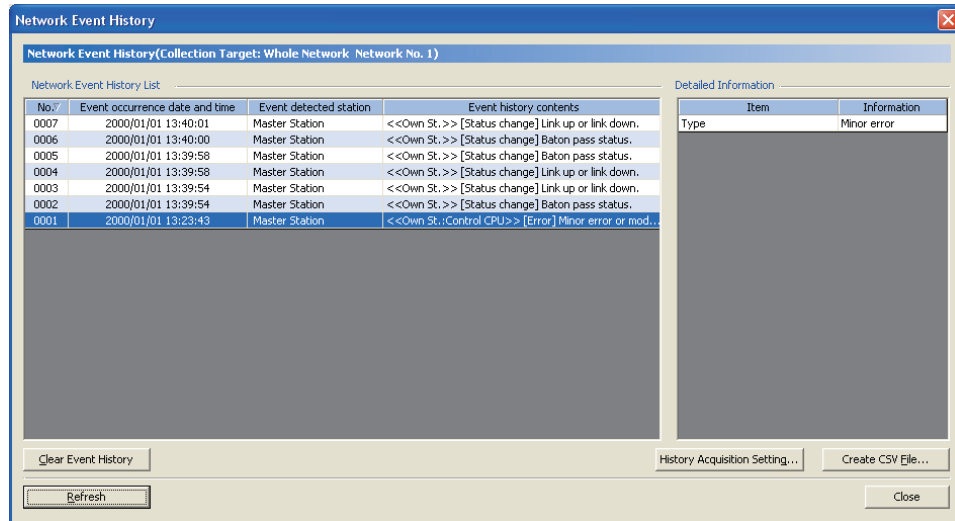 Network Event History
Network Event History(Collection Target: Whole Network Network No. 1)
Network Event History List
No. Event occurrence date and time Event detected station Event history contents
0007 2000/01/01 13:40:01 Master Station <<Own St.>> [Status change] Link up or link down.
0006 2000/01/01 13:40:00 Master Station <<Own St.>> [Status change] Baton pass status.
0005 2000/01/01 13:39:58 Master Station <<Own St.>> [Status change] Link up or link down.
0004 2000/01/01 13:39:58 Master Station <<Own St.>> [Status change] Baton pass status.
0003 2000/01/01 13:39:54 Master Station <<Own St.>> [Status change] Link up or link down.
0002 2000/01/01 13:39:54 Master Station <<Own St.>> [Status change] Baton pass status.
0001 2000/01/01 13:23:43 Master Station <<Own St.:Control CPU>> [Error] Minor error or mod...
Detailed Information
Item Information
Type Minor error
Clear Event History
History Acquisition Setting...
Create CSV File...
Refresh
Close